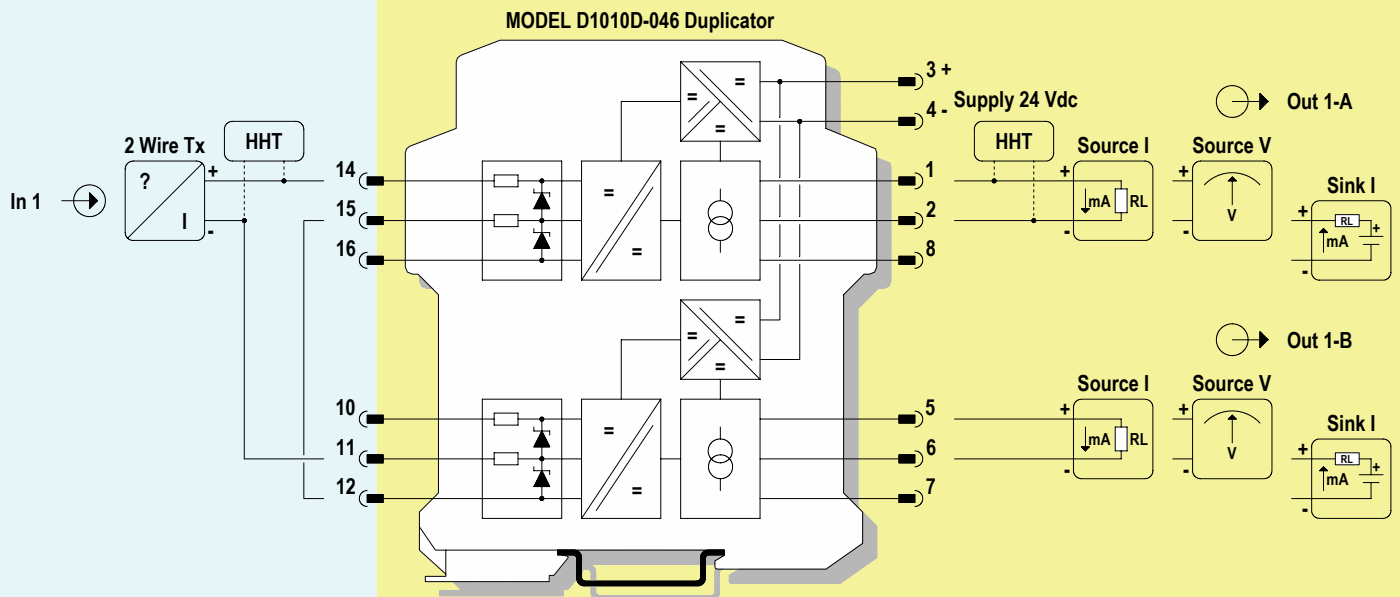 MODEL D1010D-046 Duplicator
3 +
4 -
Supply 24 Vdc
Out 1-A
In 1
2 Wire Tx
HHT
?
I
+
-
14
15
16
=
=
=
=
=
1
2
8
HHT
Source I
+
-
mA
RL
Source V
+
-
V
Sink I
+
-
RL
+
mA
Out 1-B
=
=
=
10
11
12
=
=
5
6
7
Source I
+
-
mA
RL
Source V
+
-
V
Sink I
+
-
RL
+
mA